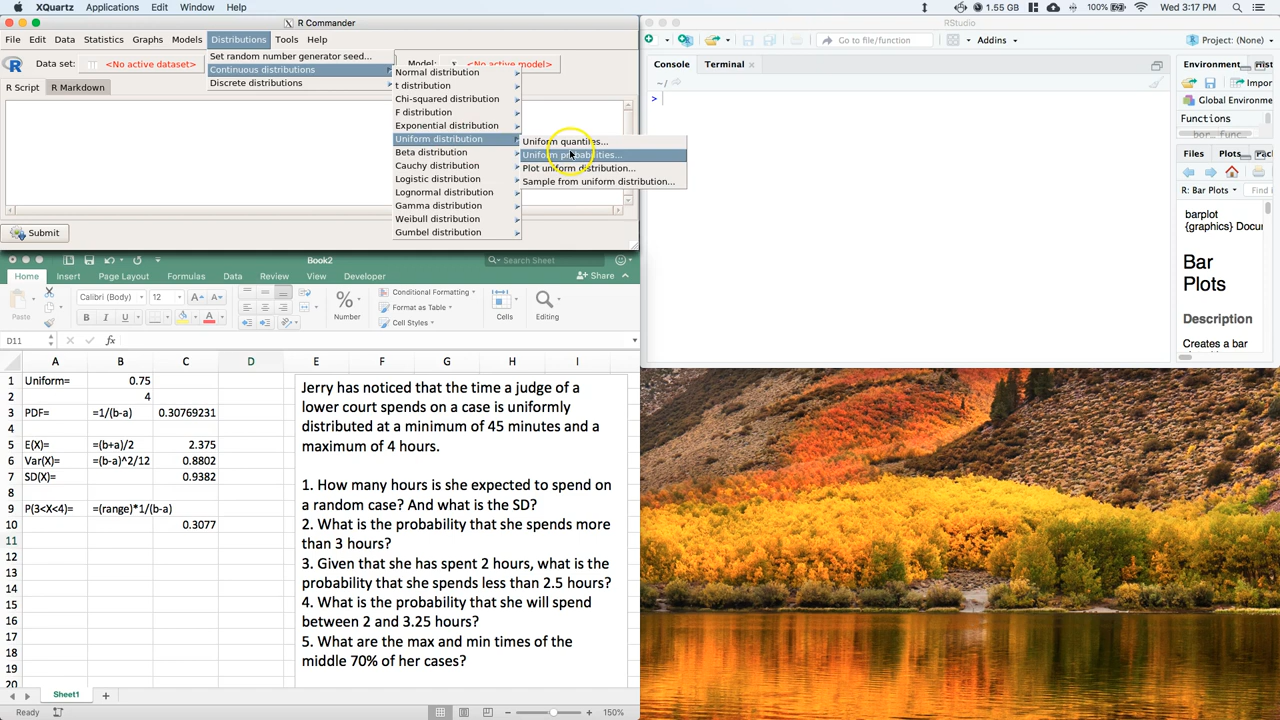 XQuartz Applications Edit Window Help
1.55 GB 100% Wed 3:17 PM
R Commander
File Edit Data Statistics Graphs Models Distributions Tools Help
Set random number generator seed...
Continuous distributions
Discrete distributions
Data set: <No active dataset> Model: <No active model>
R Script R Markdown
Normal distribution
t distribution
Chi-squared distribution
F distribution
Exponential distribution
Uniform distribution
Beta distribution
Cauchy distribution
Logistic distribution
Lognormal distribution
Gamma distribution
Weibull distribution
Gumbel distribution
Uniform quantiles...
Uniform probabilities...
Plot uniform distribution...
Sample from uniform distribution...
Submit
RStudio
Go to file/function
Addins
Project: (None)
Console Terminal
~/
>
Environment Hist
Impor
Global Environme
Functions
bor_ func_
Files Plots Pack
R: Bar Plots Find i
barplot
{graphics} Docur
Bar
Plots
Description
Creates a bar
Book2
Search Sheet
Home Insert Page Layout Formulas Data Review View Developer
Share
Paste
Calibri (Body) 12
A A
B I U A
%
Number
Conditional Formatting
Format as Table
Cell Styles
Cells
Editing
D11 fx
A B C D E F G H I
1 Uniform= 0.75
2 4
3 PDF= =1/(b-a) 0.30769231
4
5 E(X)= =(b+a)/2 2.375
6 Var(X)= =(b-a)^2/12 0.8802
7 SD(X)= 0.9382
8
9 P(3<X<4)= =(range)*1/(b-a)
10 0.3077
11
12
13
14
15
16
17
18
19
20
Jerry has noticed that the time a judge of a
lower court spends on a case is uniformly
distributed at a minimum of 45 minutes and a
maximum of 4 hours.
1. How many hours is she expected to spend on
a random case? And what is the SD?
2. What is the probability that she spends more
than 3 hours?
3. Given that she has spent 2 hours, what is the
probability that she spends less than 2.5 hours?
4. What is the probability that she will spend
between 2 and 3.25 hours?
5. What are the max and min times of the
middle 70% of her cases?
Sheet1
Ready
150%